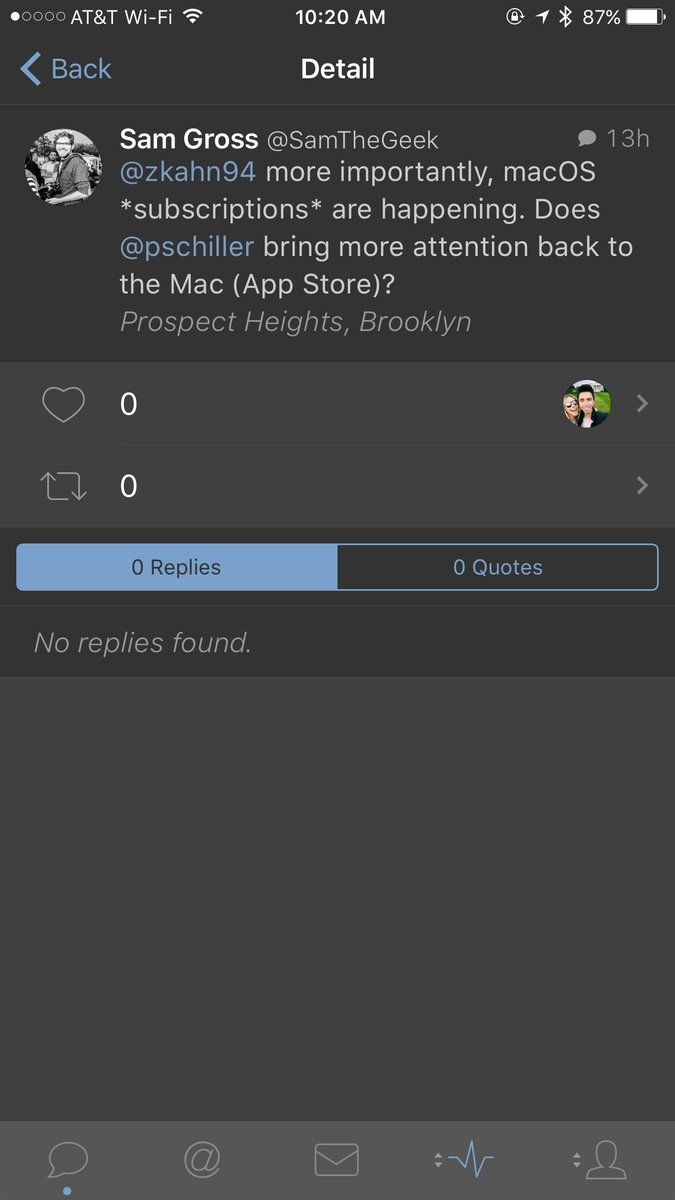 AT&T Wi-Fi 10:20 AM 87%
Back Detail
Sam Gross @SamTheGeek 13h
@zkahn94 more importantly, macOS
*subscriptions* are happening. Does
@pschiller bring more attention back to
the Mac (App Store)?
Prospect Heights, Brooklyn
0
0
0 Replies 0 Quotes
No replies found.
@